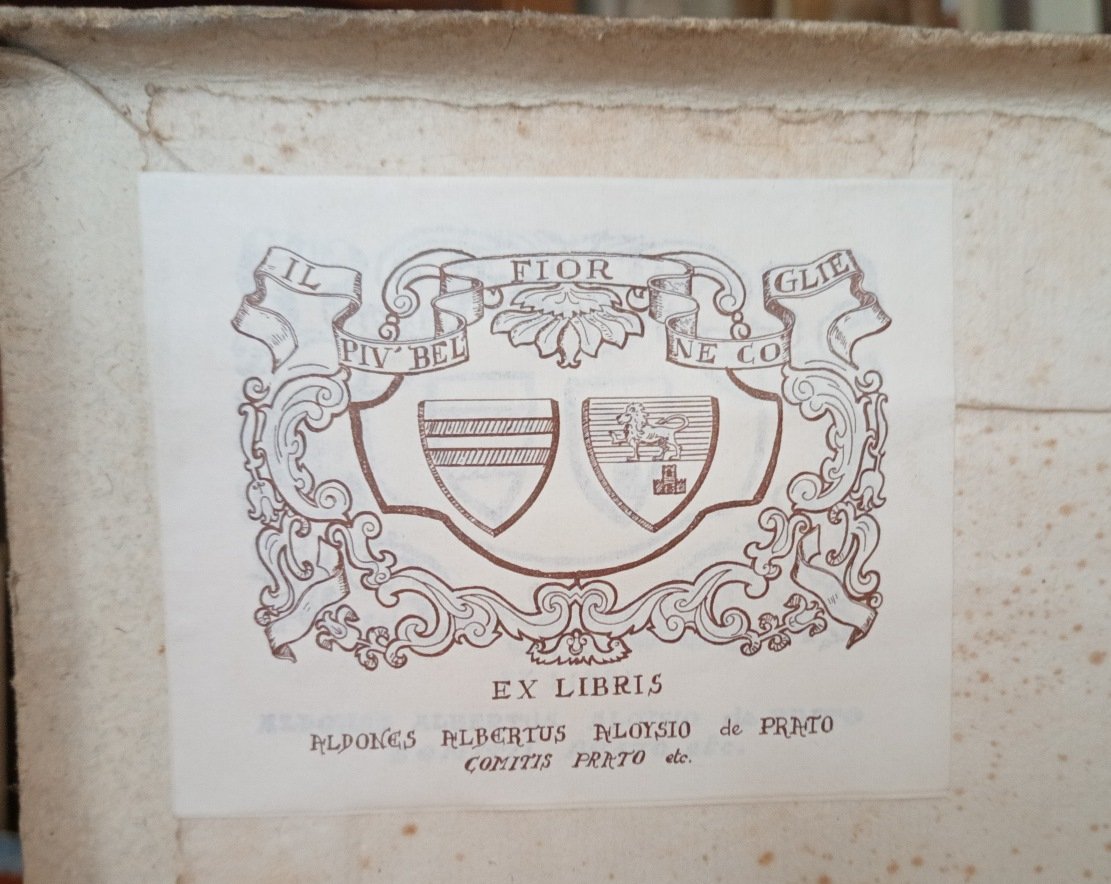 IL PIV' BEL FIOR NE CO GLIE
EX LIBRIS
ALDONES ALBERTUS ALOYSIO de PRATO
COMITIS PRATO etc.